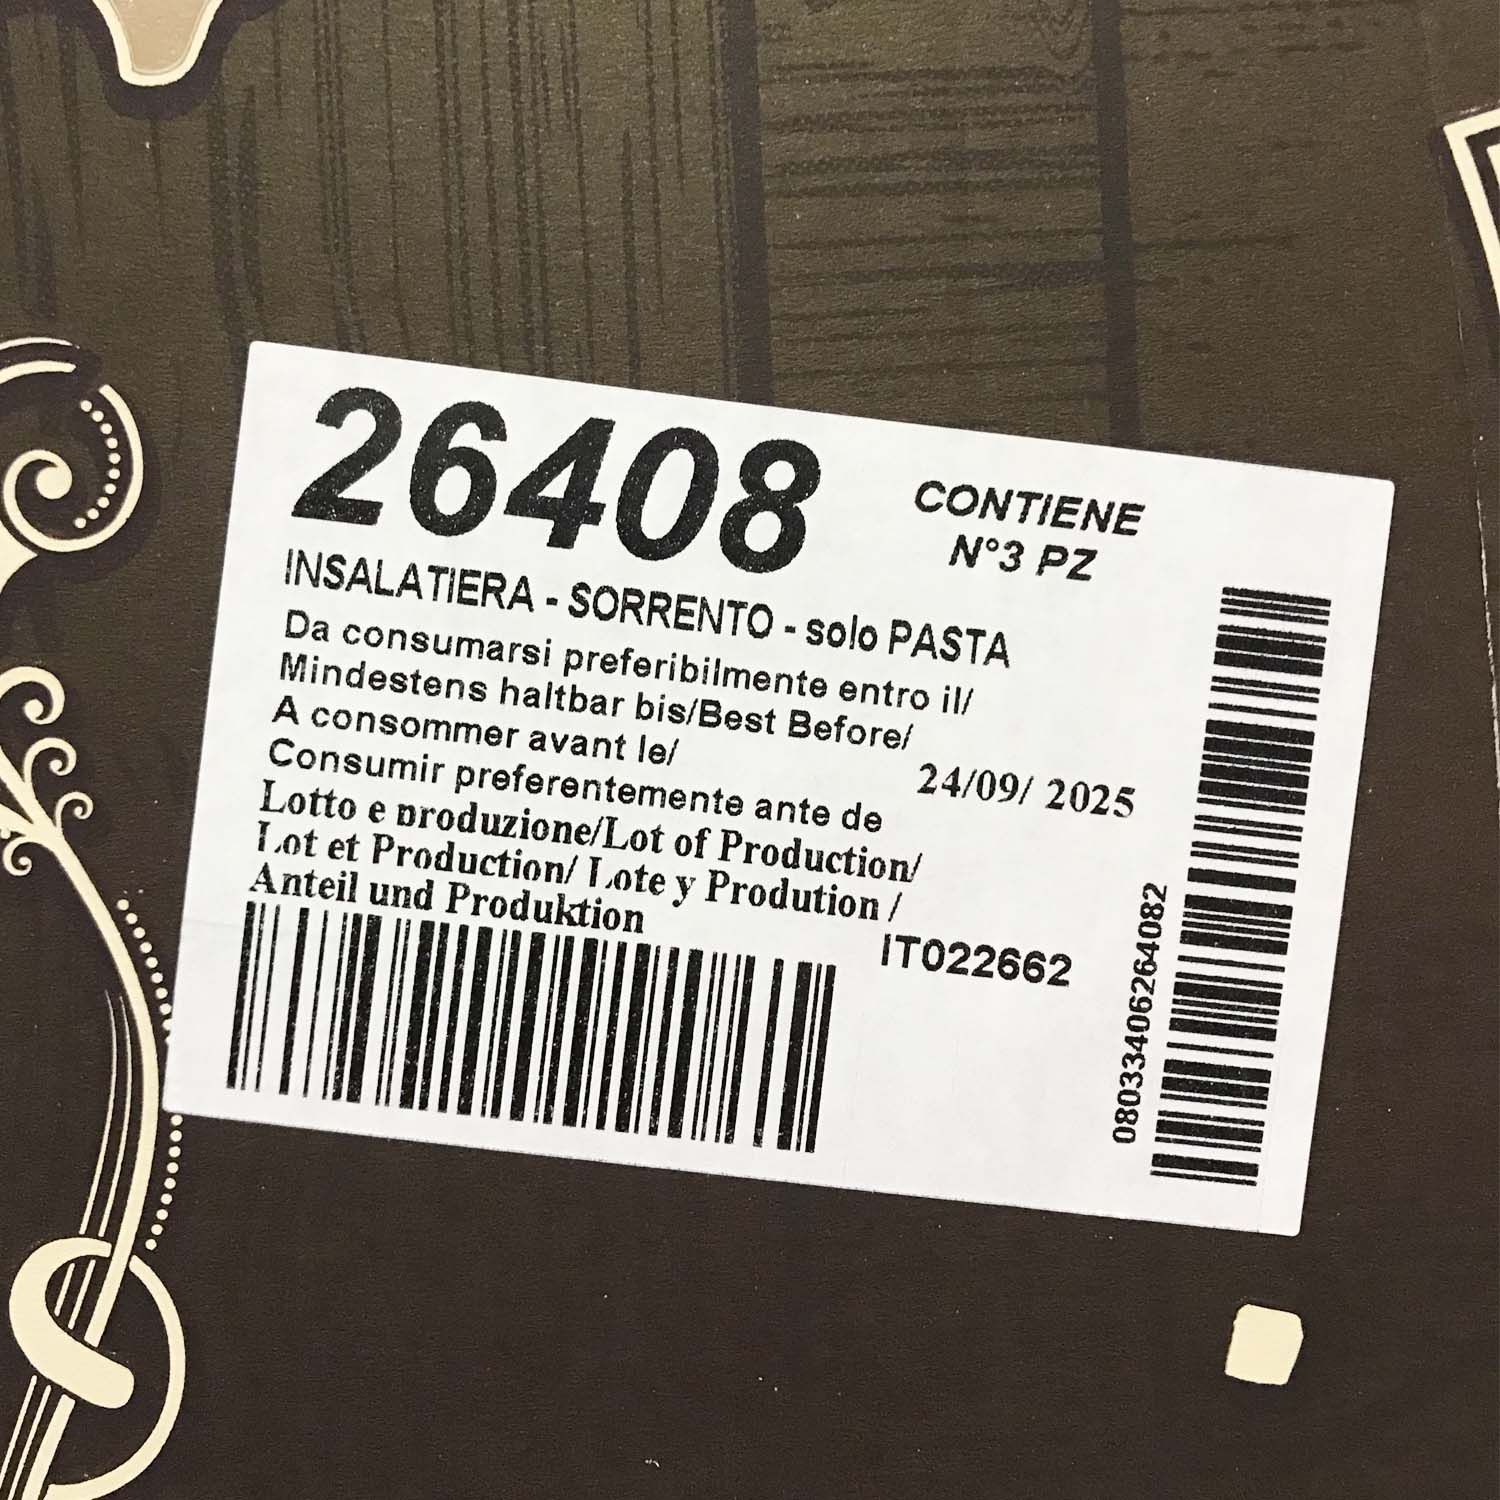 26408
CONTIENE
N°3 PZ
INSALATIERA - SORRENTO - solo PASTA
Da consumarsi preferibilmente entro il/
Mindestens haltbar bis/Best Before/
A consommer avant le/
Consumir preferentemente ante de
24/09/ 2025
Lotto e produzione/Lot of Production/
Lot et Production/ Lote y Prodution /
Anteil und Produktion
IT022662
08033406264082